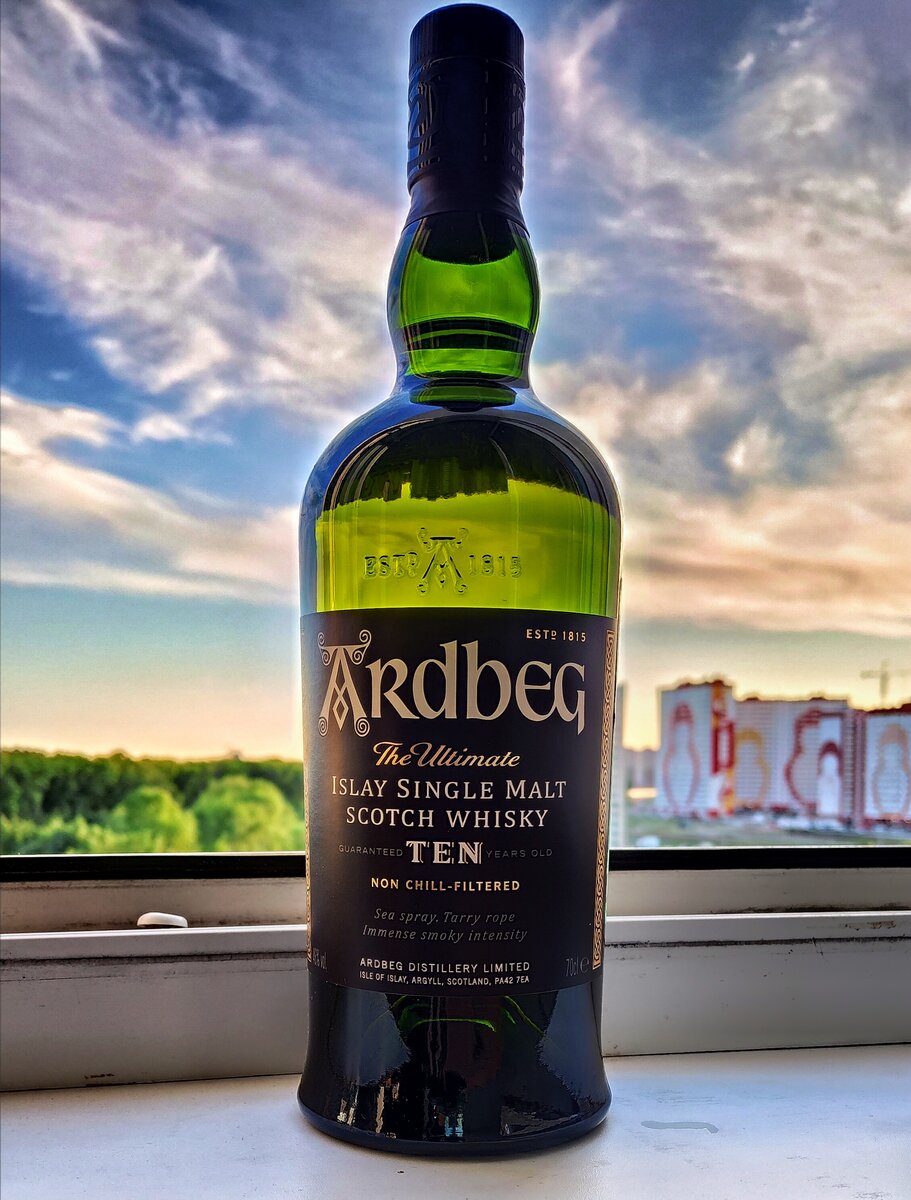 ESTD A 1815
ESTD 1815
ARdbEG
The Ultimate
ISLAY SINGLE MALT
SCOTCH WHISKY
GUARANTEED TEN YEARS OLD
NON CHILL-FILTERED
Sea spray. Tarry rope
Immense smoky intensity
ARDBEG DISTILLERY LIMITED
ISLE OF ISLAY, ARGYLL, SCOTLAND, PA42 7EA
70cl e